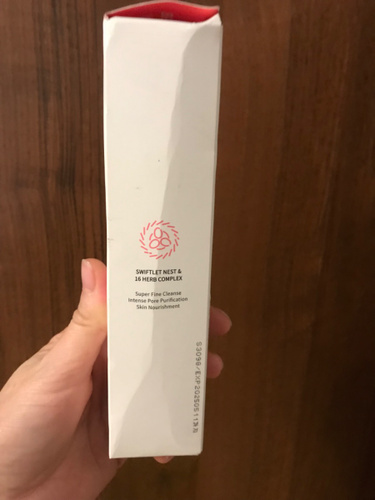 SWIFTLET NEST &
16 HERB COMPLEX
Super Fine Cleanse
Intense Pore Purification
Skin Nourishment